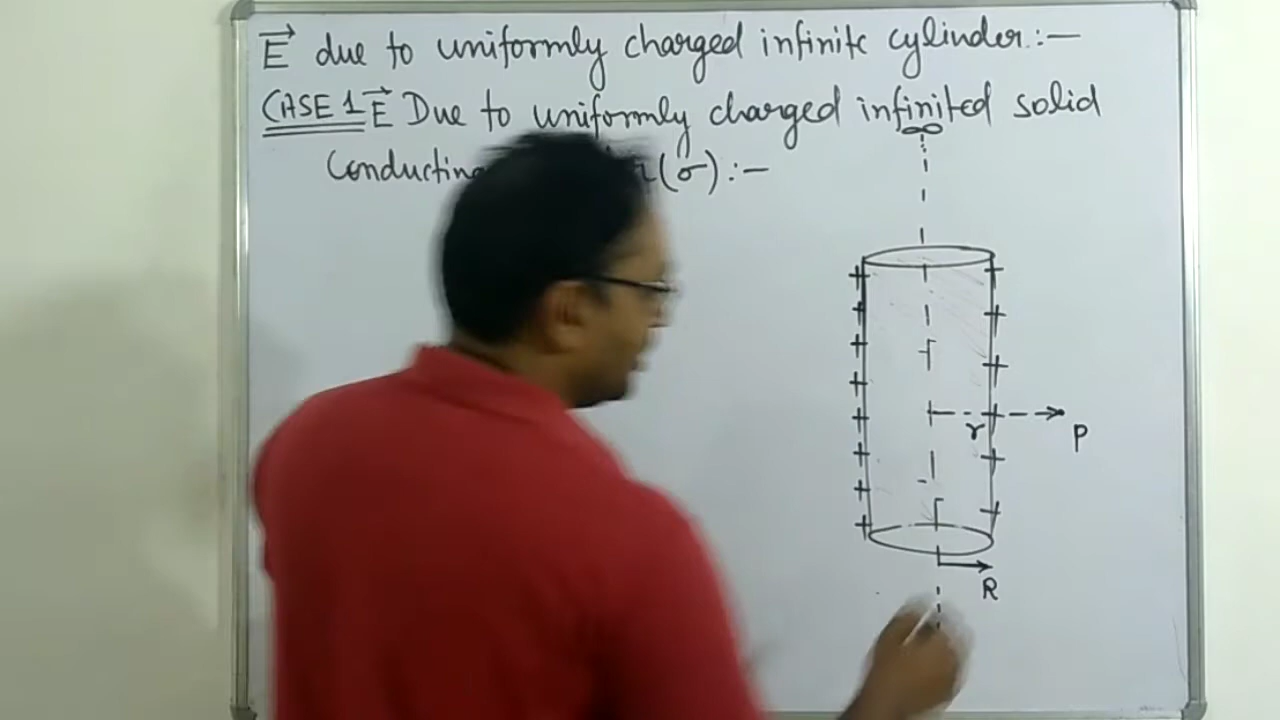 E due to uniformly charged infinite cylinder:-
CASE 1 E Due to uniformly charged infinited solid
∞
Conducting (σ):-
r
P
R